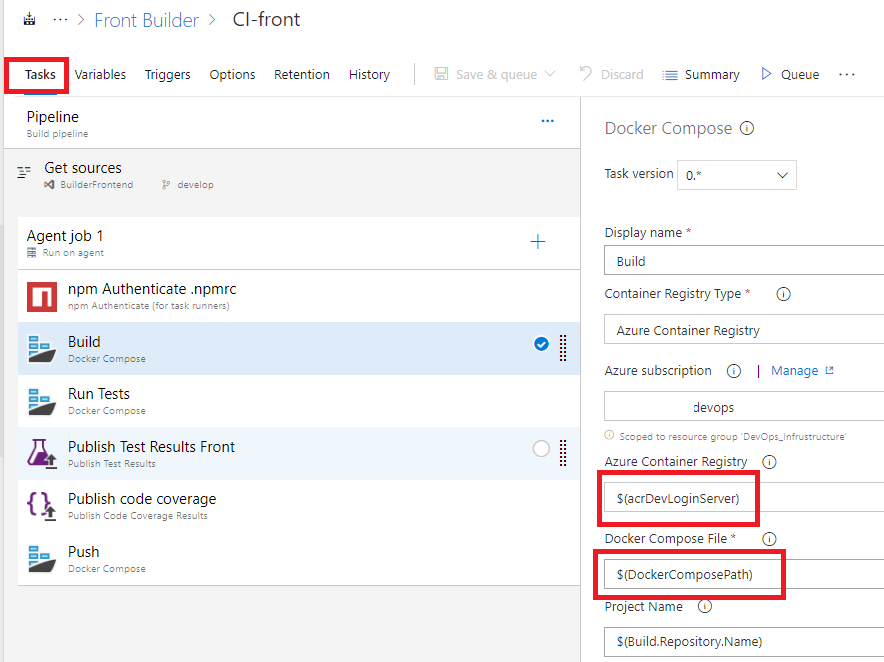 ··· > Front Builder > CI-front
Tasks Variables Triggers Options Retention History Save & queue Discard Summary Queue ···
Pipeline
Build pipeline
···
Get sources
BuilderFrontend develop
Agent job 1
Run on agent
npm Authenticate .npmrc
npm Authenticate (for task runners)
Build
Docker Compose
Run Tests
Docker Compose
Publish Test Results Front
Publish Test Results
Publish code coverage
Publish Code Coverage Results
Push
Docker Compose
Docker Compose
Task version 0.*
Display name *
Build
Container Registry Type *
Azure Container Registry
Azure subscription | Manage
devops
Scoped to resource group 'DevOps_Infrustructure'
Azure Container Registry
$(acrDevLoginServer)
Docker Compose File *
$(DockerComposePath)
Project Name
$(Build.Repository.Name)